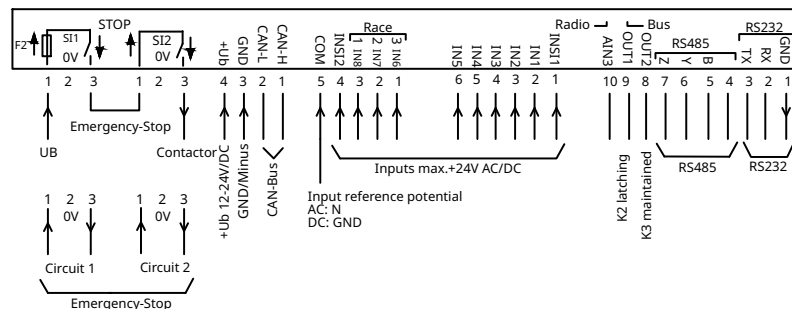 STOP
Race
Radio
Bus
RS485
RS232
F2
SI1
0V
SI2
0V
+Ub
GND
CAN-L
CAN-H
COM
INSI2
1 IN8
2 IN7
3 IN6
IN5
IN4
IN3
IN2
IN1
INSI1
AIN3
OUT1
OUT2
Z
Y
B
TX
RX
GND
1 2 3 1 2 3 4 3 2 1 5 4 3 2 1 6 5 4 3 2 1 10 9 8 7 6 5 4 3 2 1
Emergency-Stop
UB
Contactor
+Ub 12-24V/DC
GND/Minus
CAN-Bus
Inputs max.+24V AC/DC
Input reference potential
AC: N
DC: GND
K2 latching
K3 maintained
RS485
RS232
1 2 3 1 2 3
0V 0V
Circuit 1 Circuit 2
Emergency-Stop